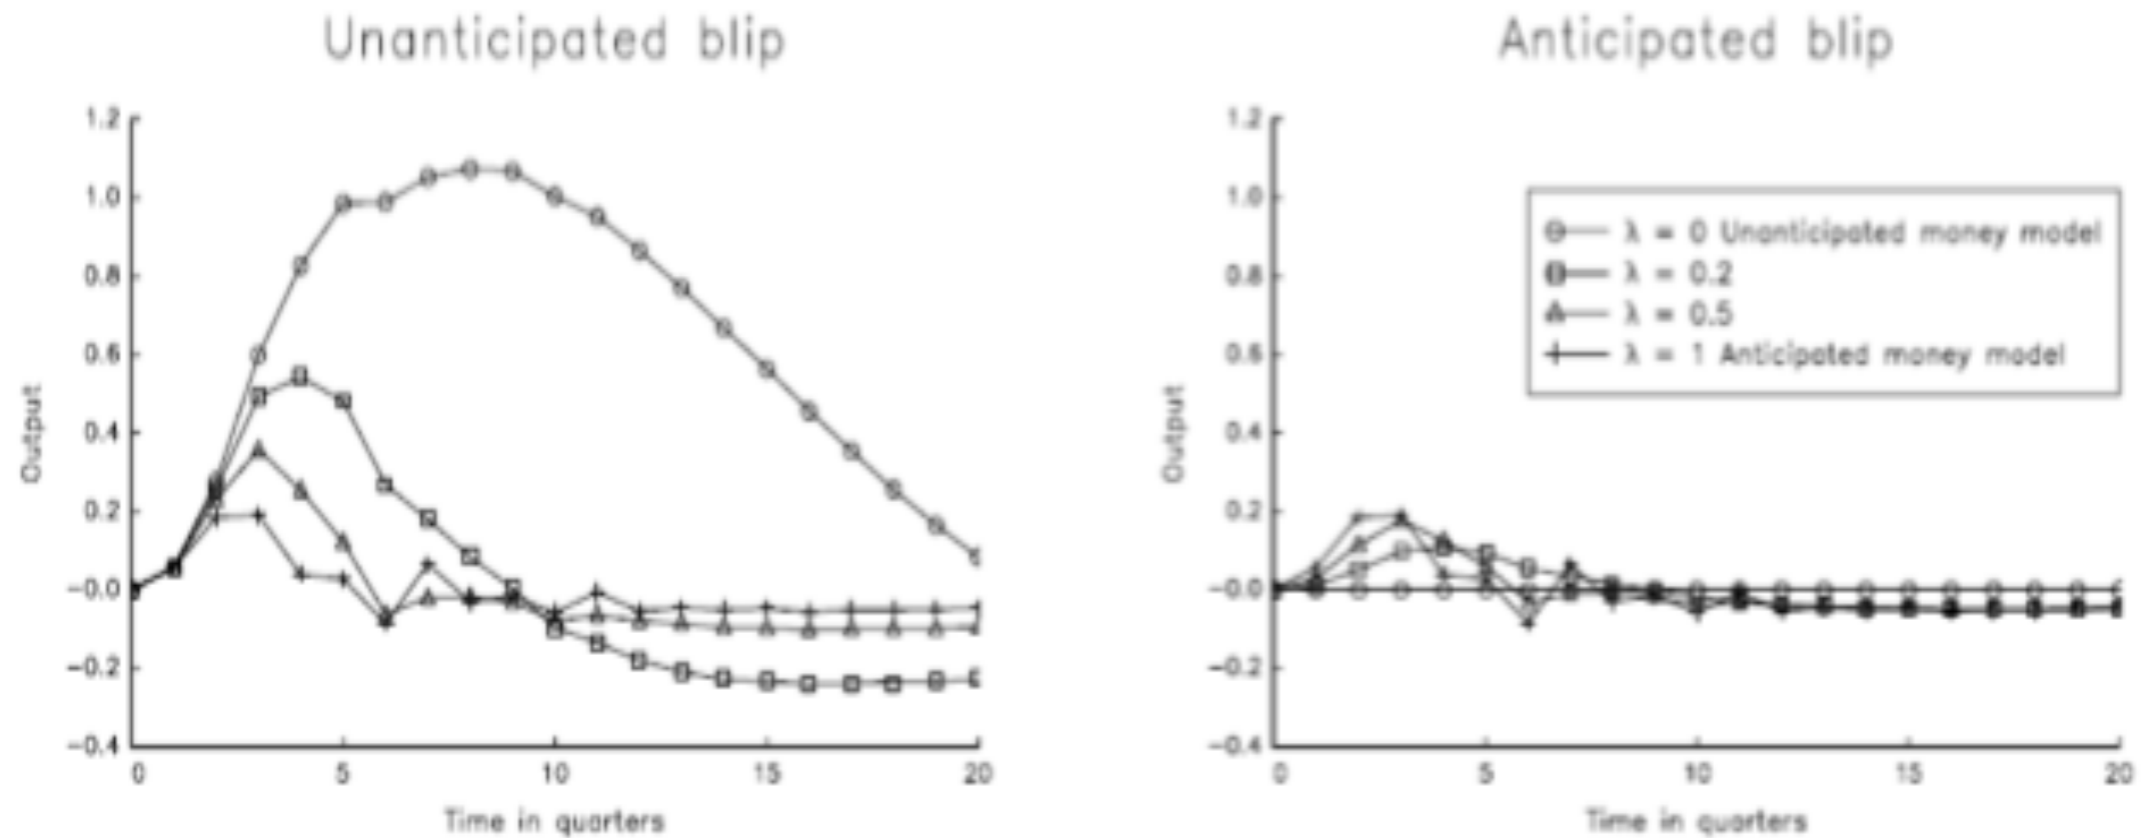 Unanticipated blip
1.2
1.0
0.8
0.6
0.4
0.2
-0.0
-0.2
-0.4
Output
0 5 10 15 20
Time in quarters
Anticipated blip
1.2
1.0
0.8
0.6
0.4
0.2
-0.0
-0.2
-0.4
Output
0 5 10 15 20
Time in quarters
λ = 0 Unanticipated money model
λ = 0.2
λ = 0.5
λ = 1 Anticipated money model